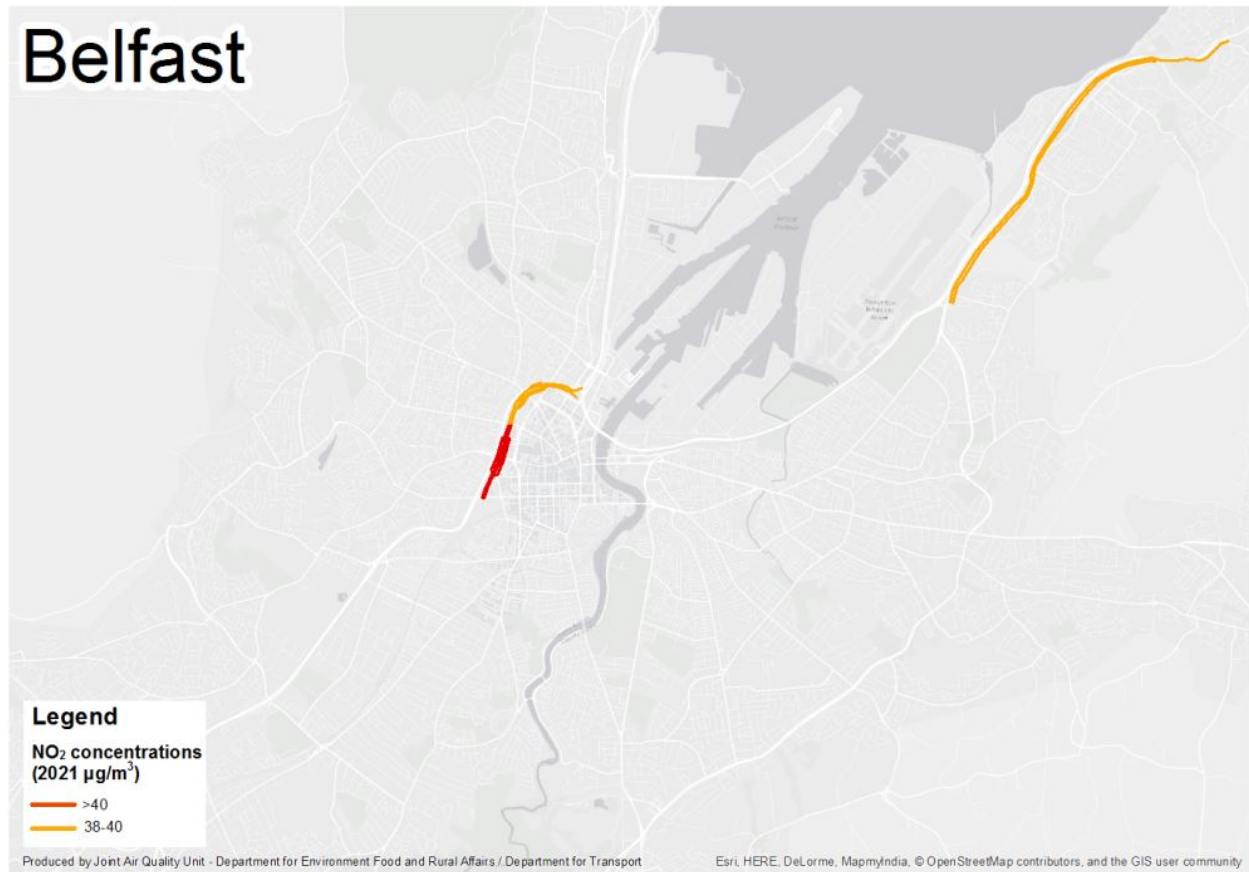 Belfast
Legend
NO₂ concentrations
(2021 µg/m³)
>40
38-40
Produced by Joint Air Quality Unit - Department for Environment Food and Rural Affairs / Department for Transport
Esri, HERE, DeLorme, MapmyIndia, © OpenStreetMap contributors, and the GIS user community